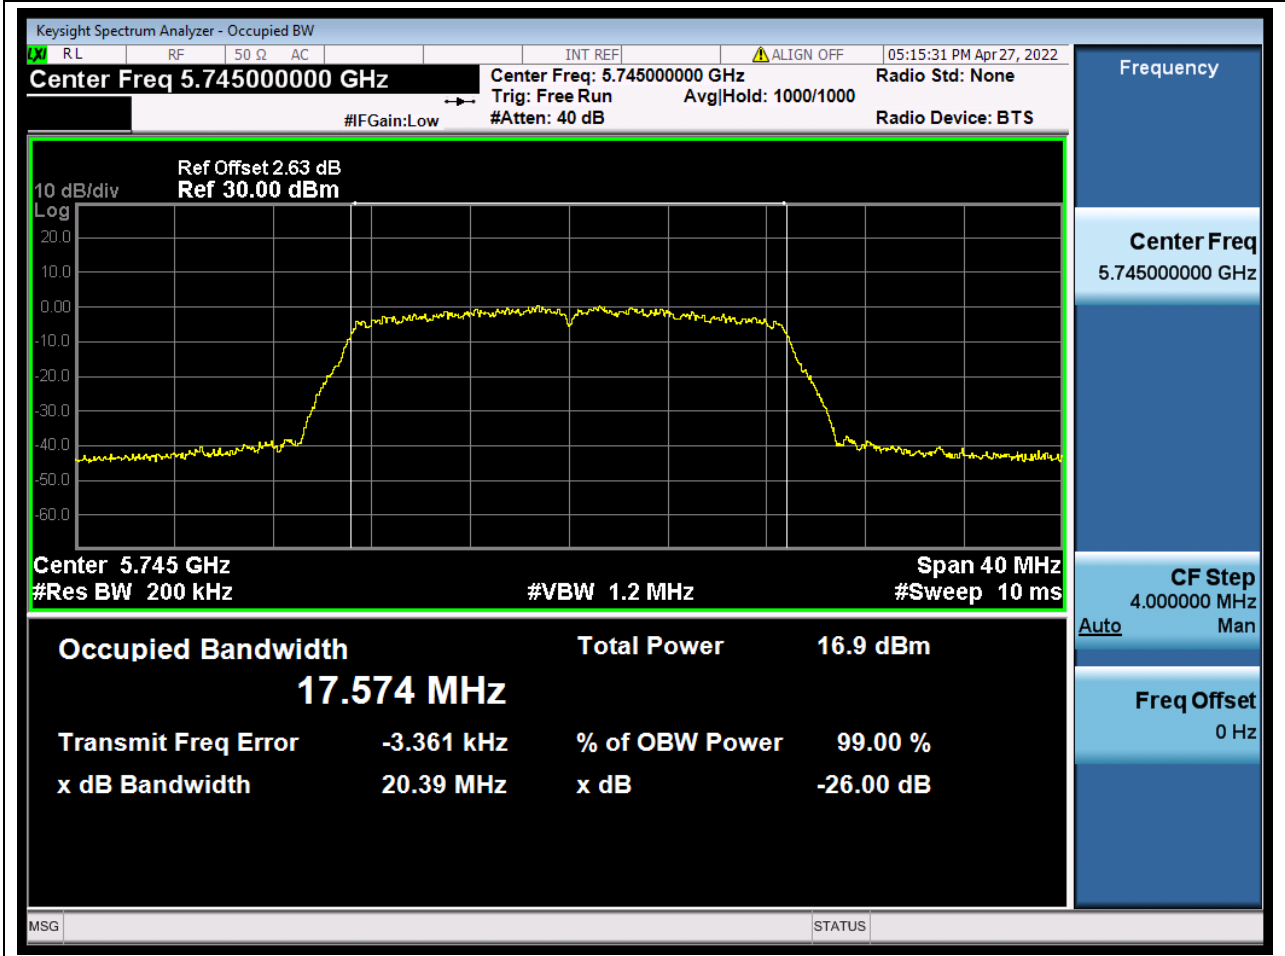 Keysight Spectrum Analyzer - Occupied BW
LXI RL RF 50 Ω AC INT REF ALIGN OFF 05:15:31 PM Apr 27, 2022
Center Freq 5.745000000 GHz
Center Freq: 5.745000000 GHz Radio Std: None
Trig: Free Run Avg|Hold: 1000/1000
#IFGain:Low #Atten: 40 dB Radio Device: BTS
Ref Offset 2.63 dB
10 dB/div Ref 30.00 dBm
Log
20.0
10.0
0.00
-10.0
-20.0
-30.0
-40.0
-50.0
-60.0
Center 5.745 GHz Span 40 MHz
#Res BW 200 kHz #VBW 1.2 MHz #Sweep 10 ms
Occupied Bandwidth Total Power 16.9 dBm
17.574 MHz
Transmit Freq Error -3.361 kHz % of OBW Power 99.00 %
x dB Bandwidth 20.39 MHz x dB -26.00 dB
Frequency
Center Freq
5.745000000 GHz
CF Step
4.000000 MHz
Auto Man
Freq Offset
0 Hz
MSG STATUS